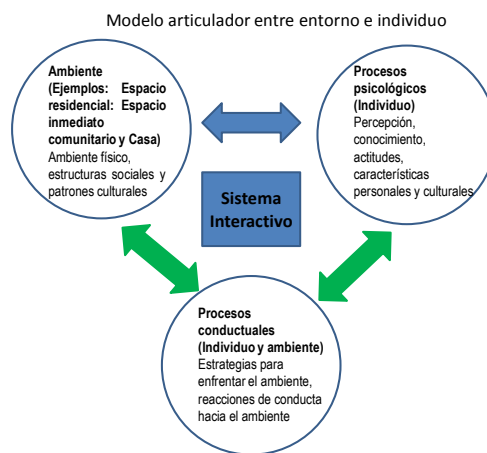 Modelo articulador entre entorno e individuo
Ambiente
(Ejemplos: Espacio
residencial: Espacio
inmediato
comunitario y Casa)
Ambiente físico,
estructuras sociales y
patrones culturales
Procesos
psicológicos
(Individuo)
Percepción,
conocimiento,
actitudes,
características
personales y culturales
Sistema
Interactivo
Procesos
conductuales
(Individuo y ambiente)
Estrategias para
enfrentar el ambiente,
reacciones de conducta
hacia el ambiente